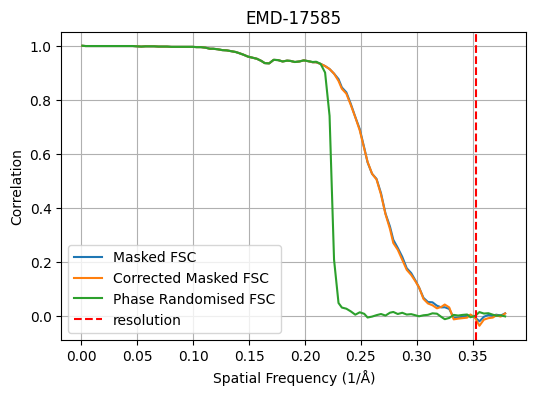 EMD-17585
1.0
0.8
0.6
0.4
0.2
0.0
Correlation
Masked FSC
Corrected Masked FSC
Phase Randomised FSC
resolution
0.00 0.05 0.10 0.15 0.20 0.25 0.30 0.35
Spatial Frequency (1/Å)